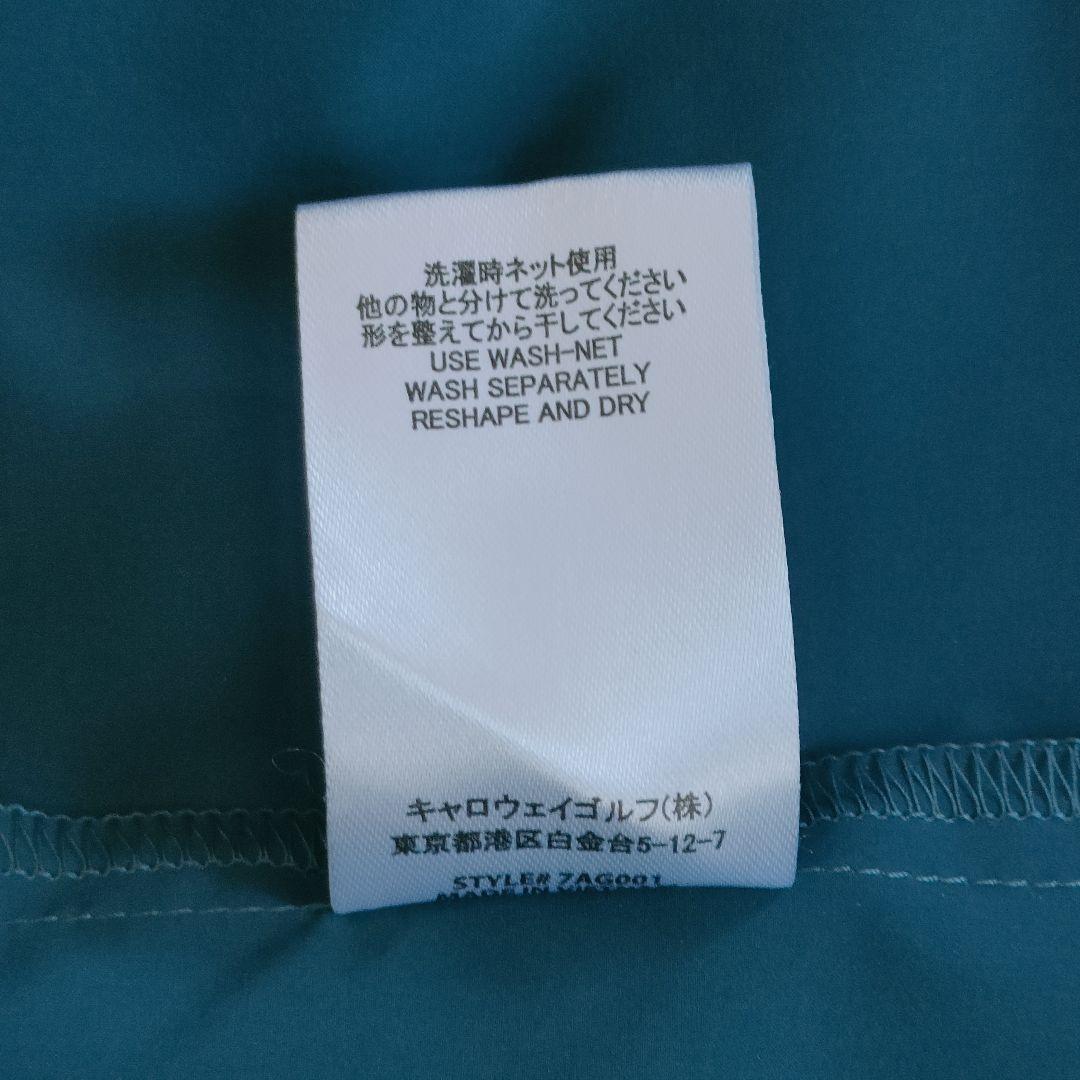 洗濯時ネット使用
他の物と分けて洗ってください
形を整えてから干してください
USE WASH-NET
WASH SEPARATELY
RESHAPE AND DRY
キャロウェイゴルフ(株)
東京都港区白金台5-12-7
STYLE# ZAG001
MADE IN